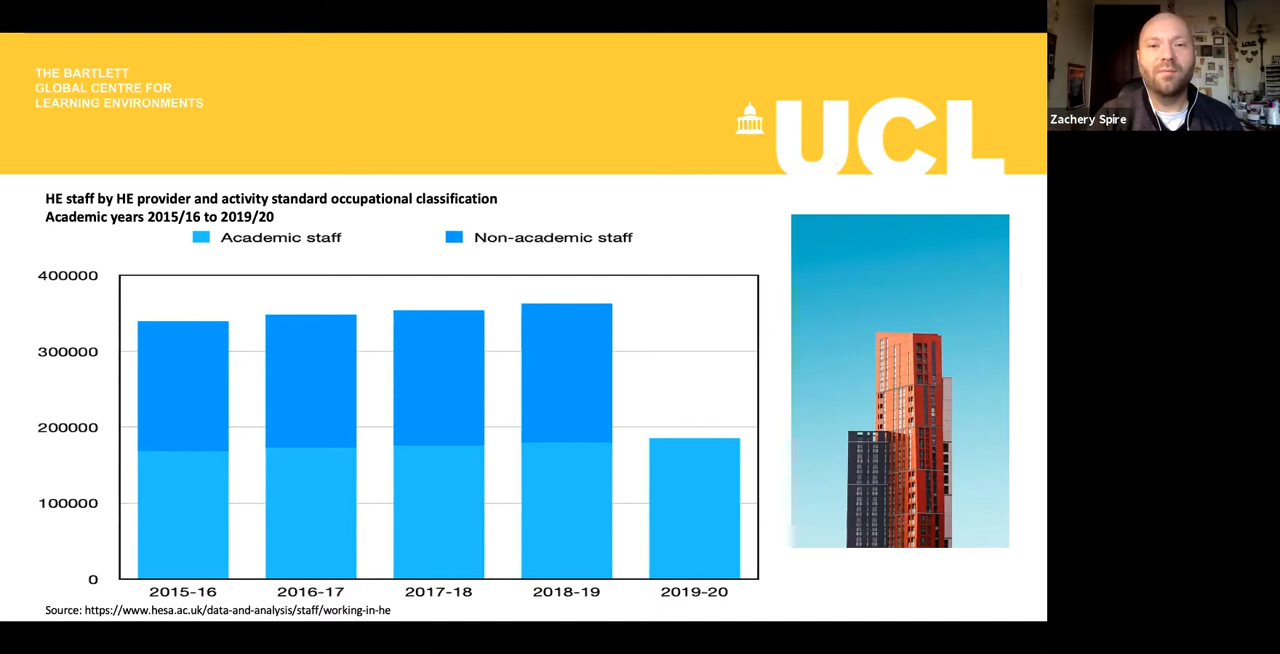 THE BARTLETT
GLOBAL CENTRE FOR
LEARNING ENVIRONMENTS
UCL
Zachery Spire
HE staff by HE provider and activity standard occupational classification
Academic years 2015/16 to 2019/20
Academic staff
Non-academic staff
400000
300000
200000
100000
0
2015-16 2016-17 2017-18 2018-19 2019-20
Source: https://www.hesa.ac.uk/data-and-analysis/staff/working-in-he
LOVE